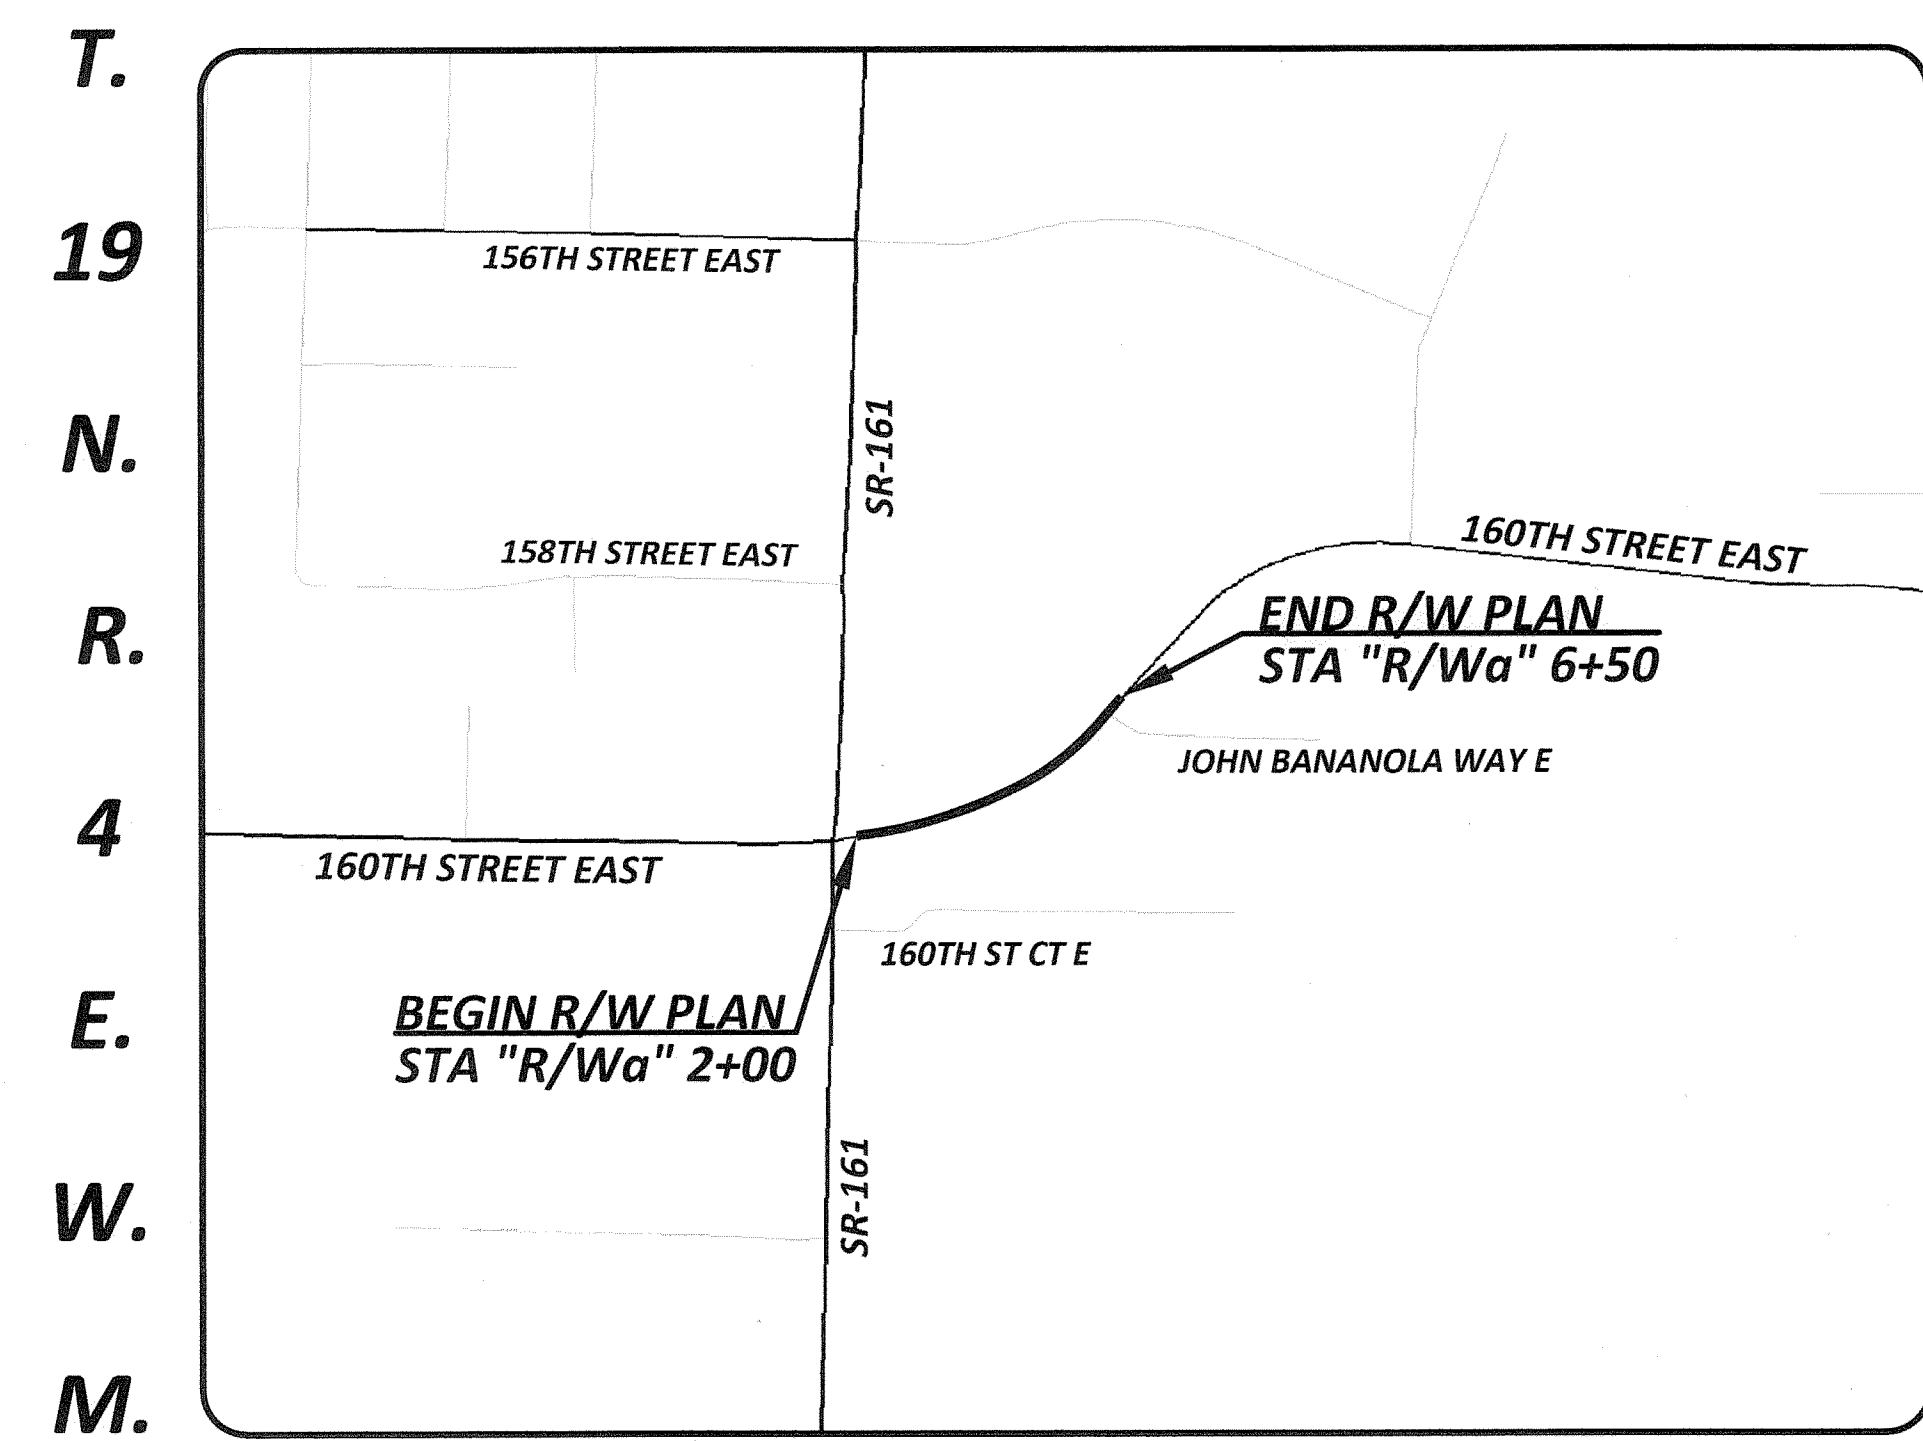 T.
19
N.
R.
4
E.
W.
M.
156TH STREET EAST
SR-161
158TH STREET EAST
160TH STREET EAST
END R/W PLAN
STA "R/Wa" 6+50
JOHN BANANOLA WAY E
160TH STREET EAST
160TH ST CT E
BEGIN R/W PLAN
STA "R/Wa" 2+00
SR-161